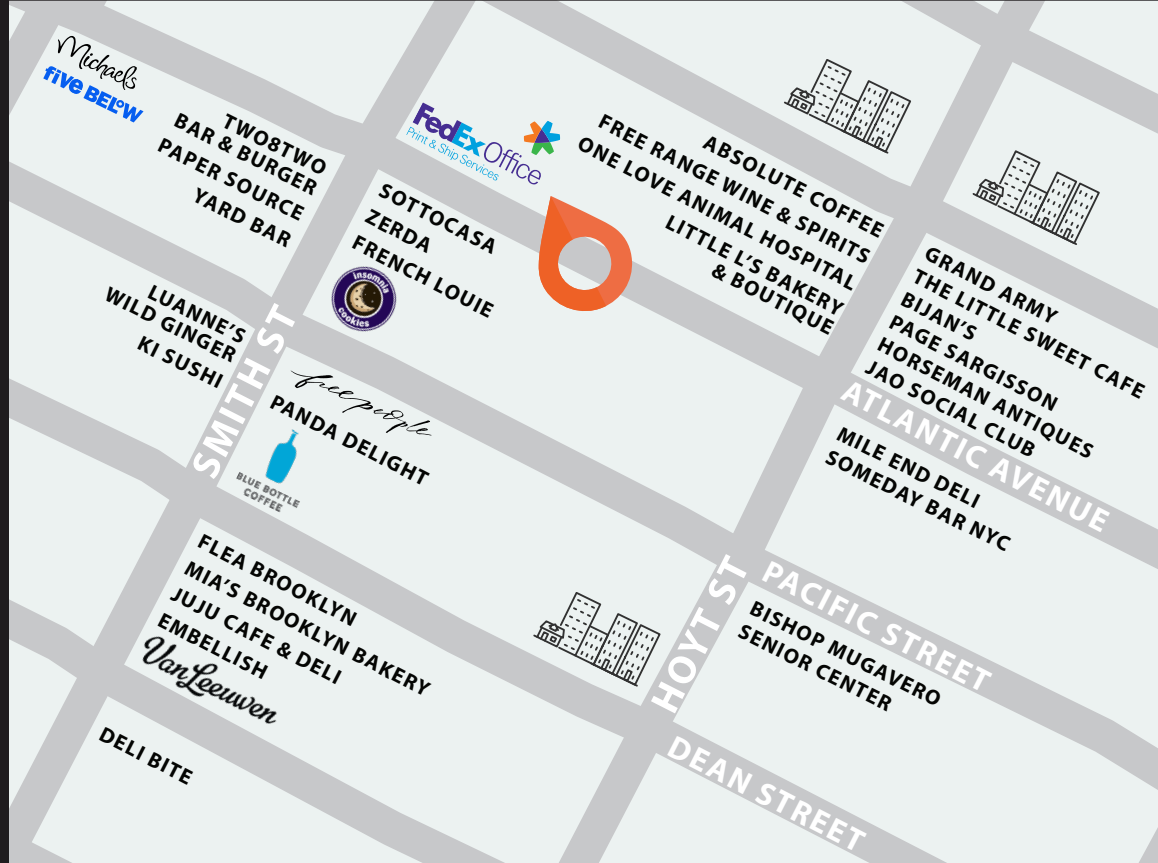 Michaels
five BELOW
TWO8TWO
BAR & BURGER
PAPER SOURCE
YARD BAR
FedEx Office
Print & Ship Services
ABSOLUTE COFFEE
FREE RANGE WINE & SPIRITS
ONE LOVE ANIMAL HOSPITAL
LITTLE L'S BAKERY
& BOUTIQUE
SOTTOCASA
ZERDA
FRENCH LOUIE
insomnia
cookies
GRAND ARMY
THE LITTLE SWEET CAFE
BIJAN'S
PAGE SARGISSON
HORSEMAN ANTIQUES
JAO SOCIAL CLUB
LUANNE'S
WILD GINGER
KI SUSHI
SMITH ST
free people
PANDA DELIGHT
BLUE BOTTLE
COFFEE
ATLANTIC AVENUE
MILE END DELI
SOMEDAY BAR NYC
FLEA BROOKLYN
MIA'S BROOKLYN BAKERY
JUJU CAFE & DELI
EMBELLISH
Van Leeuwen
HOYT ST
PACIFIC STREET
BISHOP MUGAVERO
SENIOR CENTER
DELI BITE
DEAN STREET